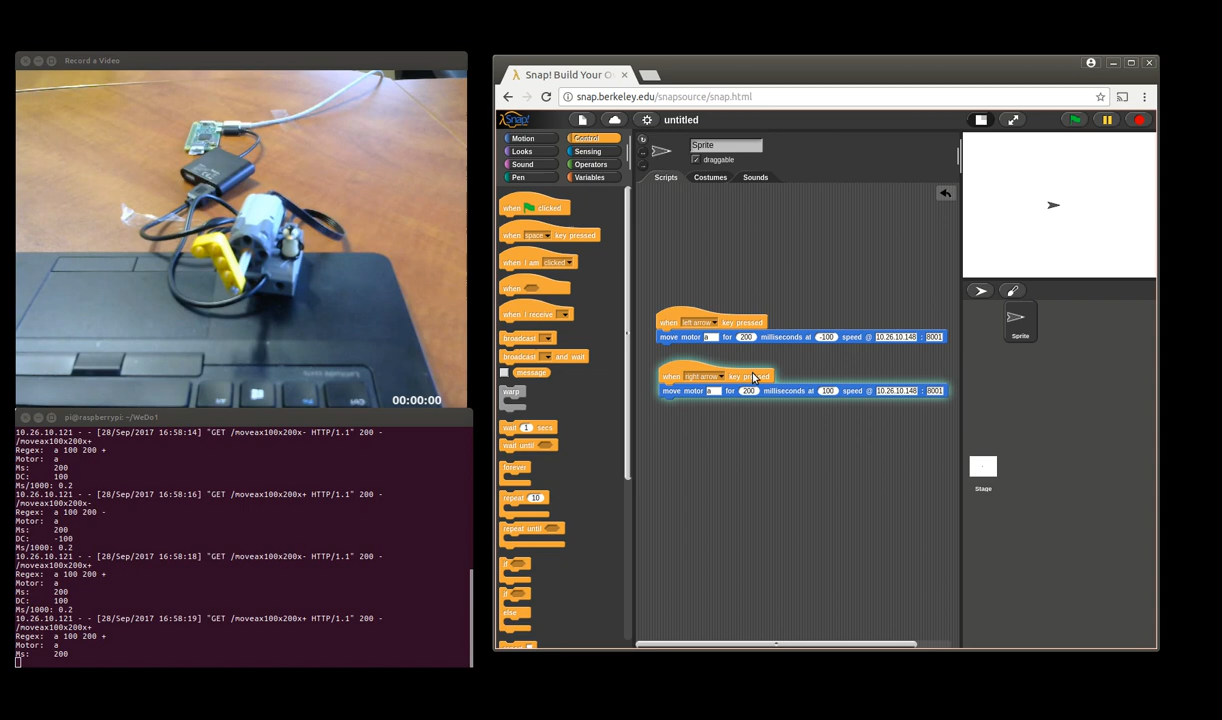 Record a Video
00:00:00
pi@raspberrypi: ~/WeDo1
10.26.10.121 - - [28/Sep/2017 16:58:14] "GET /moveax100x200x- HTTP/1.1" 200 -
/moveax100x200x+
Regex:  a 100 200 +
Motor:  a
Ms:     200
DC:     100
Ms/1000: 0.2
10.26.10.121 - - [28/Sep/2017 16:58:16] "GET /moveax100x200x+ HTTP/1.1" 200 -
/moveax100x200x-
Regex:  a 100 200 -
Motor:  a
Ms:     200
DC:     -100
Ms/1000: 0.2
10.26.10.121 - - [28/Sep/2017 16:58:18] "GET /moveax100x200x- HTTP/1.1" 200 -
/moveax100x200x+
Regex:  a 100 200 +
Motor:  a
Ms:     200
DC:     100
Ms/1000: 0.2
10.26.10.121 - - [28/Sep/2017 16:58:19] "GET /moveax100x200x+ HTTP/1.1" 200 -
/moveax100x200x+
Regex:  a 100 200 +
Motor:  a
Ms:     200
Snap! Build Your O
snap.berkeley.edu/snapsource/snap.html
Snap!
untitled
Motion Control
Looks Sensing
Sound Operators
Pen Variables
when clicked
when space key pressed
when I am clicked
when
when I receive
broadcast
broadcast and wait
message
warp
wait 1 secs
wait until
forever
repeat 10
repeat until
if
if
else
Sprite
draggable
Scripts Costumes Sounds
when left arrow key pressed
move motor a for 200 milliseconds at -100 speed @ 10.26.10.148 : 8001
when right arrow key pressed
move motor a for 200 milliseconds at 100 speed @ 10.26.10.148 : 8001
Sprite
Stage